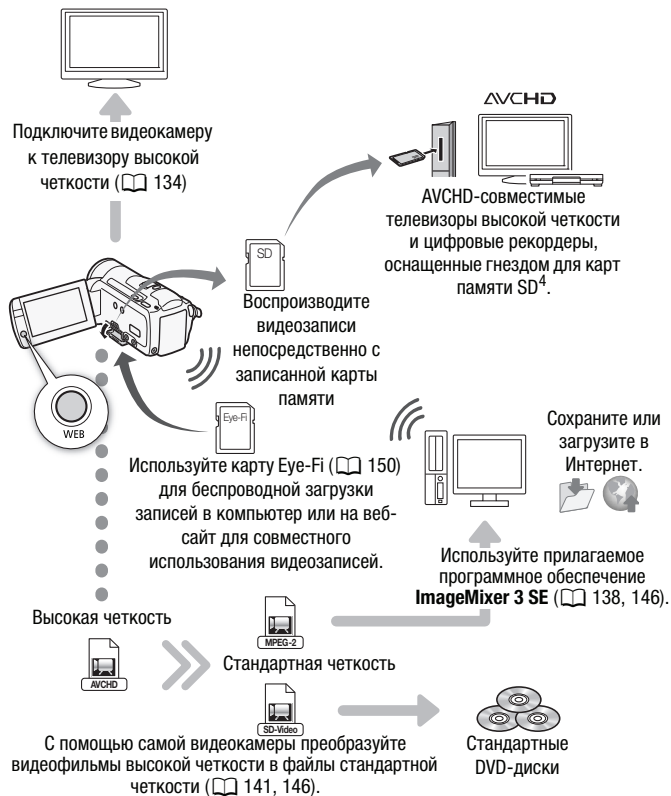 Подключите видеокамеру
к телевизору высокой
четкости (134)
AVCHD
AVCHD-совместимые
телевизоры высокой четкости
и цифровые рекордеры,
оснащенные гнездом для карт
памяти SD4.
SD
Воспроизводите
видеозаписи
непосредственно с
записанной карты
памяти
WEB
Eye-Fi
Используйте карту Eye-Fi (150)
для беспроводной загрузки
записей в компьютер или на веб-
сайт для совместного
использования видеозаписей.
Сохраните или
загрузите в
Интернет.
Используйте прилагаемое
программное обеспечение
ImageMixer 3 SE (138, 146).
Высокая четкость
AVCHD
MPEG-2
Стандартная четкость
SD-Video
С помощью самой видеокамеры преобразуйте
видеофильмы высокой четкости в файлы стандартной
четкости (141, 146).
Стандартные
DVD-диски